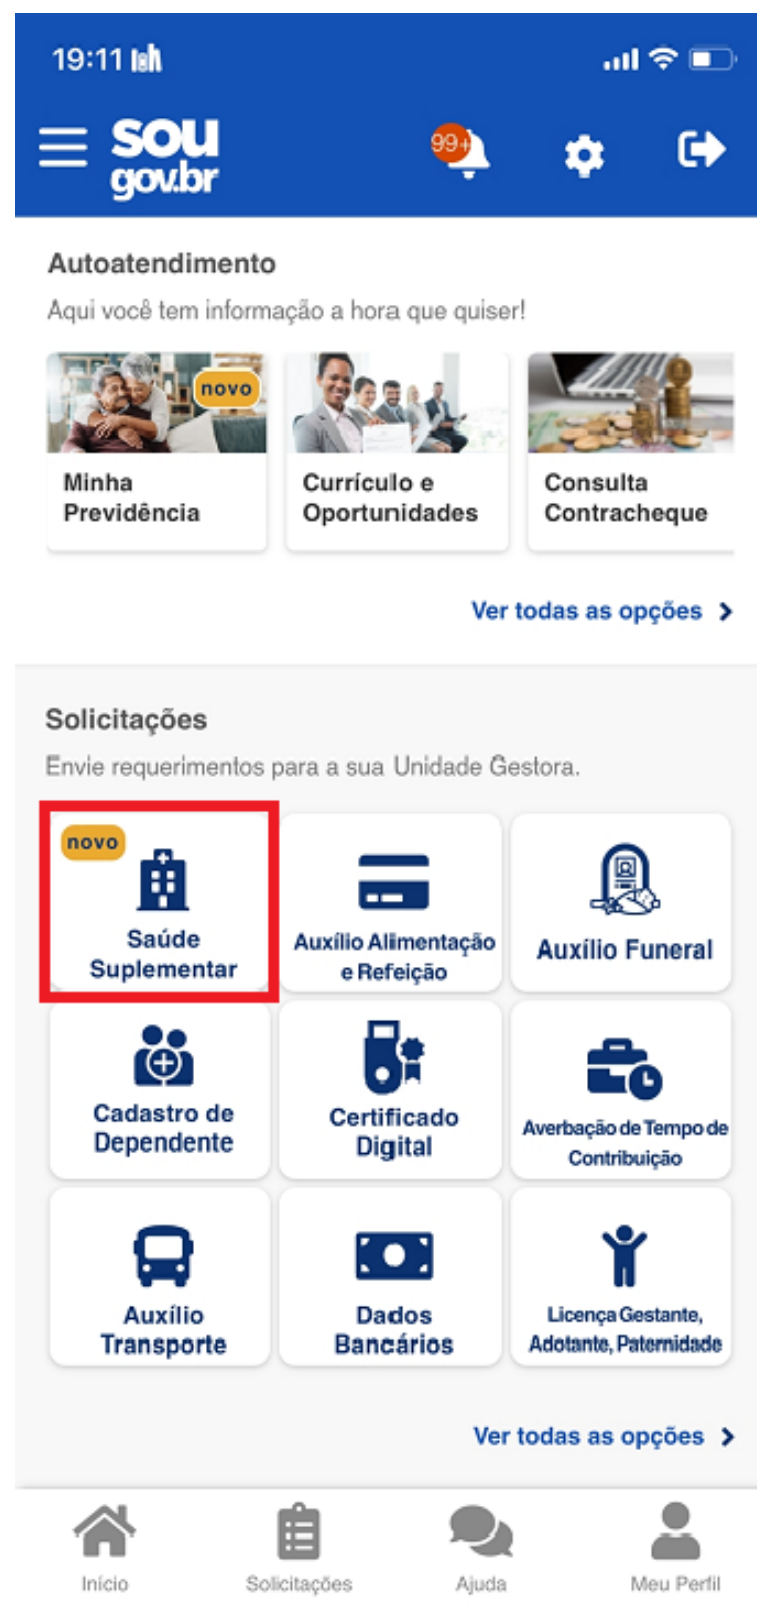 19:11
sou
gov.br
99+
Autoatendimento
Aqui você tem informação a hora que quiser!
novo
Minha
Previdência
Currículo e
Oportunidades
Consulta
Contracheque
Ver todas as opções
Solicitações
Envie requerimentos para a sua Unidade Gestora.
novo
Saúde
Suplementar
Auxílio Alimentação
e Refeição
Auxílio Funeral
Cadastro de
Dependente
Certificado
Digital
Averbação de Tempo de
Contribuição
Auxílio
Transporte
Dados
Bancários
Licença Gestante,
Adotante, Paternidade
Ver todas as opções
Início
Solicitações
Ajuda
Meu Perfil